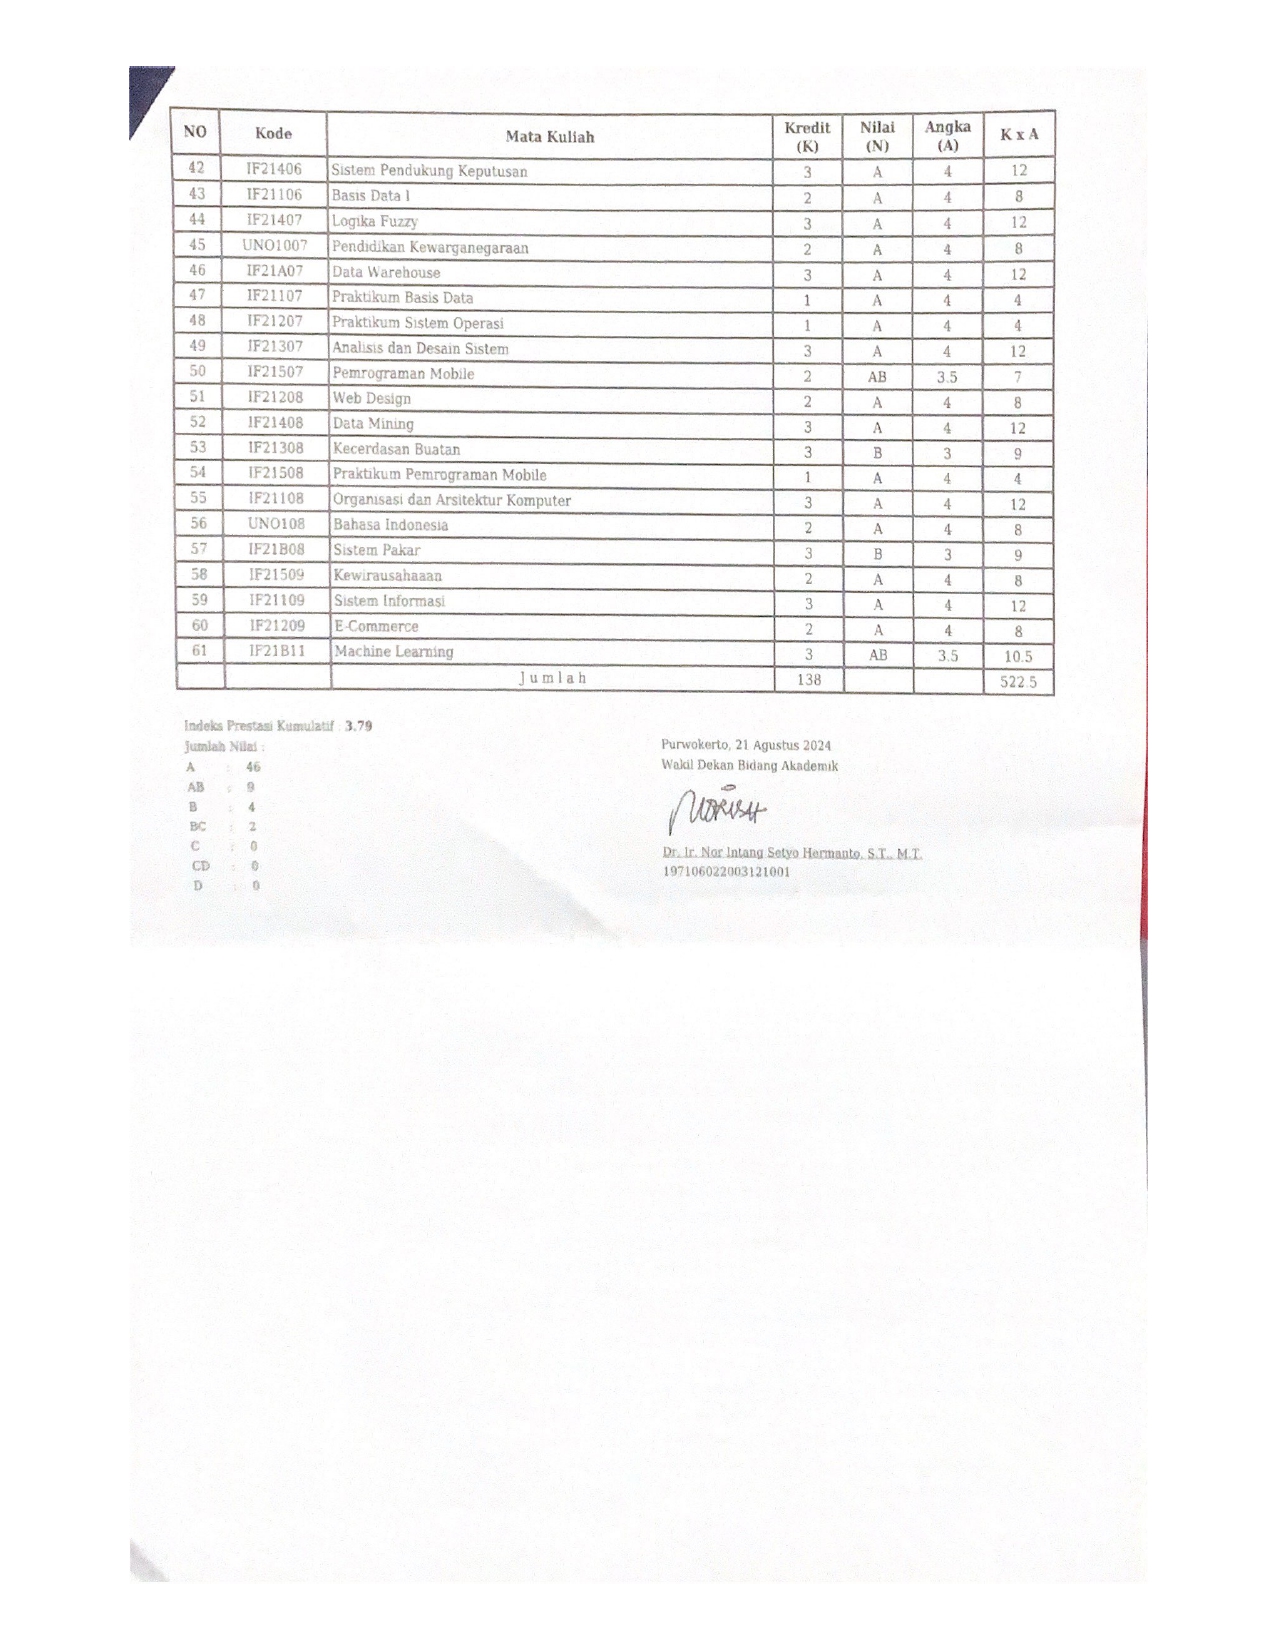 NO Kode Mata Kuliah Kredit (K) Nilai (N) Angka (A) K x A
42 IF21406 Sistem Pendukung Keputusan 3 A 4 12
43 IF21106 Basis Data I 2 A 4 8
44 IF21407 Logika Fuzzy 3 A 4 12
45 UNO1007 Pendidikan Kewarganegaraan 2 A 4 8
46 IF21A07 Data Warehouse 3 A 4 12
47 IF21107 Praktikum Basis Data 1 A 4 4
48 IF21207 Praktikum Sistem Operasi 1 A 4 4
49 IF21307 Analisis dan Desain Sistem 3 A 4 12
50 IF21507 Pemrograman Mobile 2 AB 3.5 7
51 IF21208 Web Design 2 A 4 8
52 IF21408 Data Mining 3 A 4 12
53 IF21308 Kecerdasan Buatan 3 B 3 9
54 IF21508 Praktikum Pemrograman Mobile 1 A 4 4
55 IF21108 Organisasi dan Arsitektur Komputer 3 A 4 12
56 UNO108 Bahasa Indonesia 2 A 4 8
57 IF21B08 Sistem Pakar 3 B 3 9
58 IF21509 Kewirausahaaan 2 A 4 8
59 IF21109 Sistem Informasi 3 A 4 12
60 IF21209 E-Commerce 2 A 4 8
61 IF21B11 Machine Learning 3 AB 3.5 10.5
J u m l a h 138 522.5
Indeks Prestasi Kumulatif : 3.79
Jumlah Nilai :
A : 46
AB : 9
B : 4
BC : 2
C : 0
CD : 0
D : 0
Purwokerto, 21 Agustus 2024
Wakil Dekan Bidang Akademik
Dr. Ir. Nor Intang Setyo Hermanto, S.T., M.T.
197106022003121001